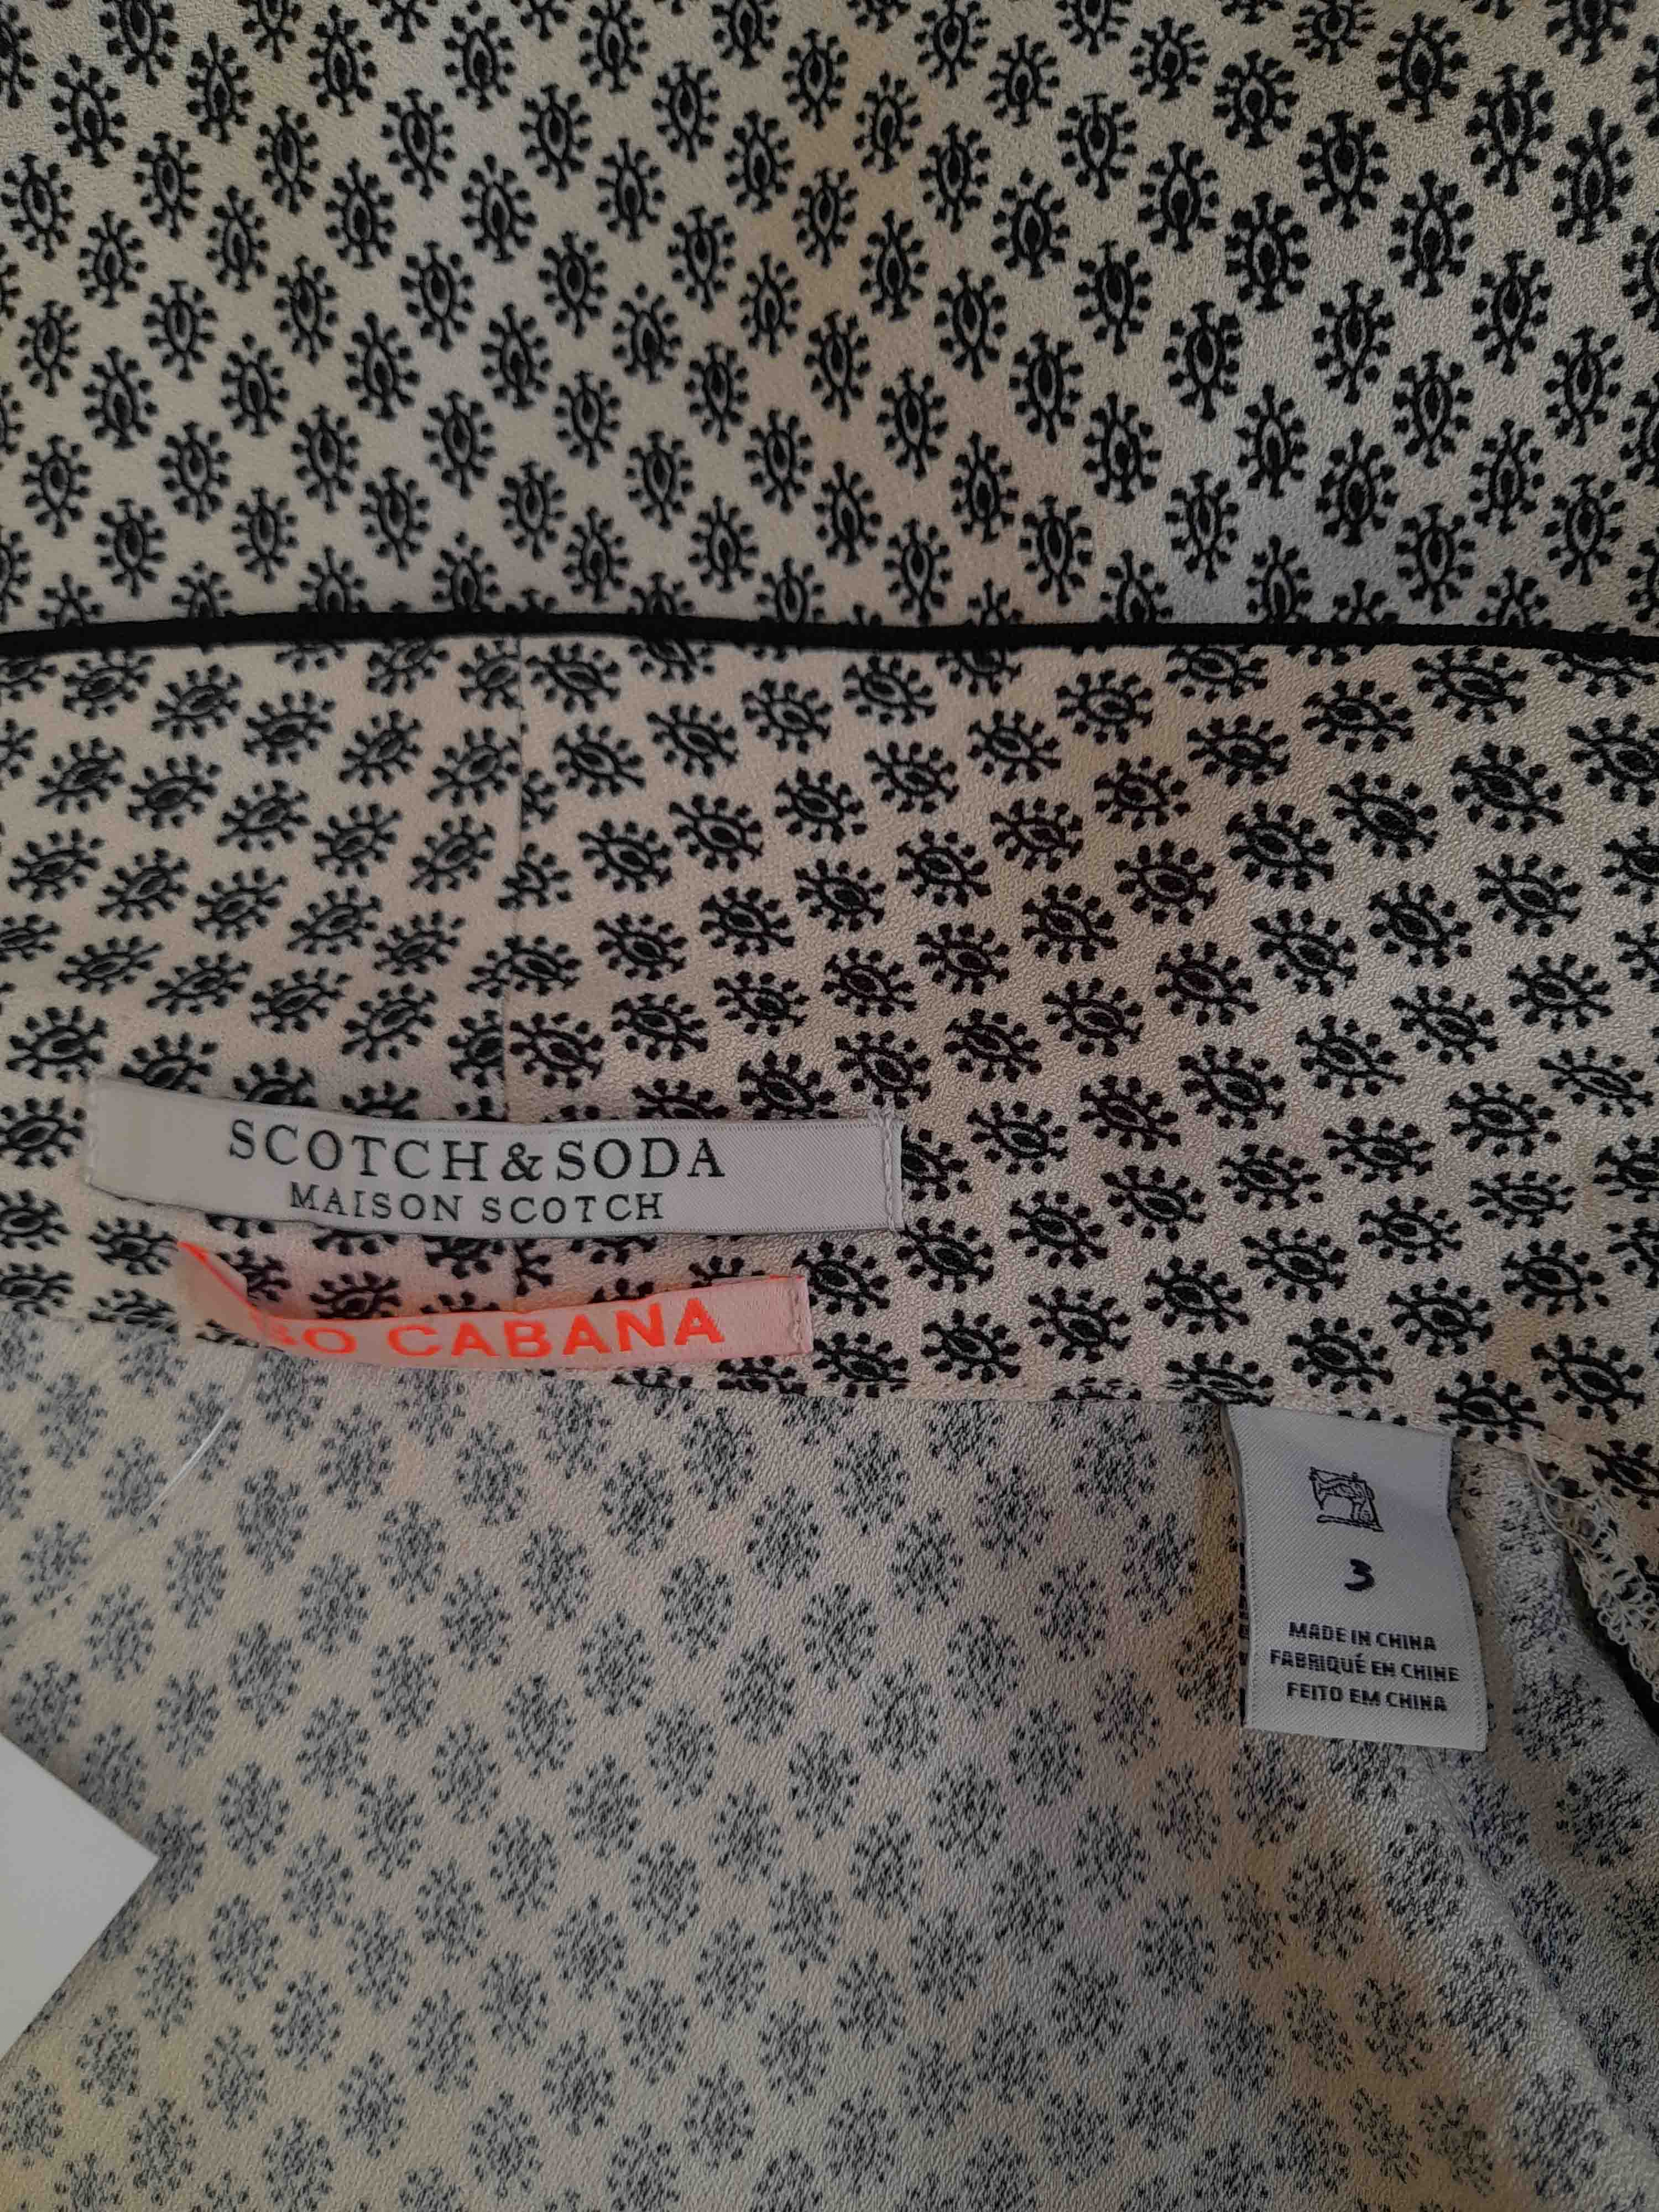 SCOTCH & SODA
MAISON SCOTCH
CABANA
3
MADE IN CHINA
FABRIQUÉ EN CHINE
FEITO EM CHINA